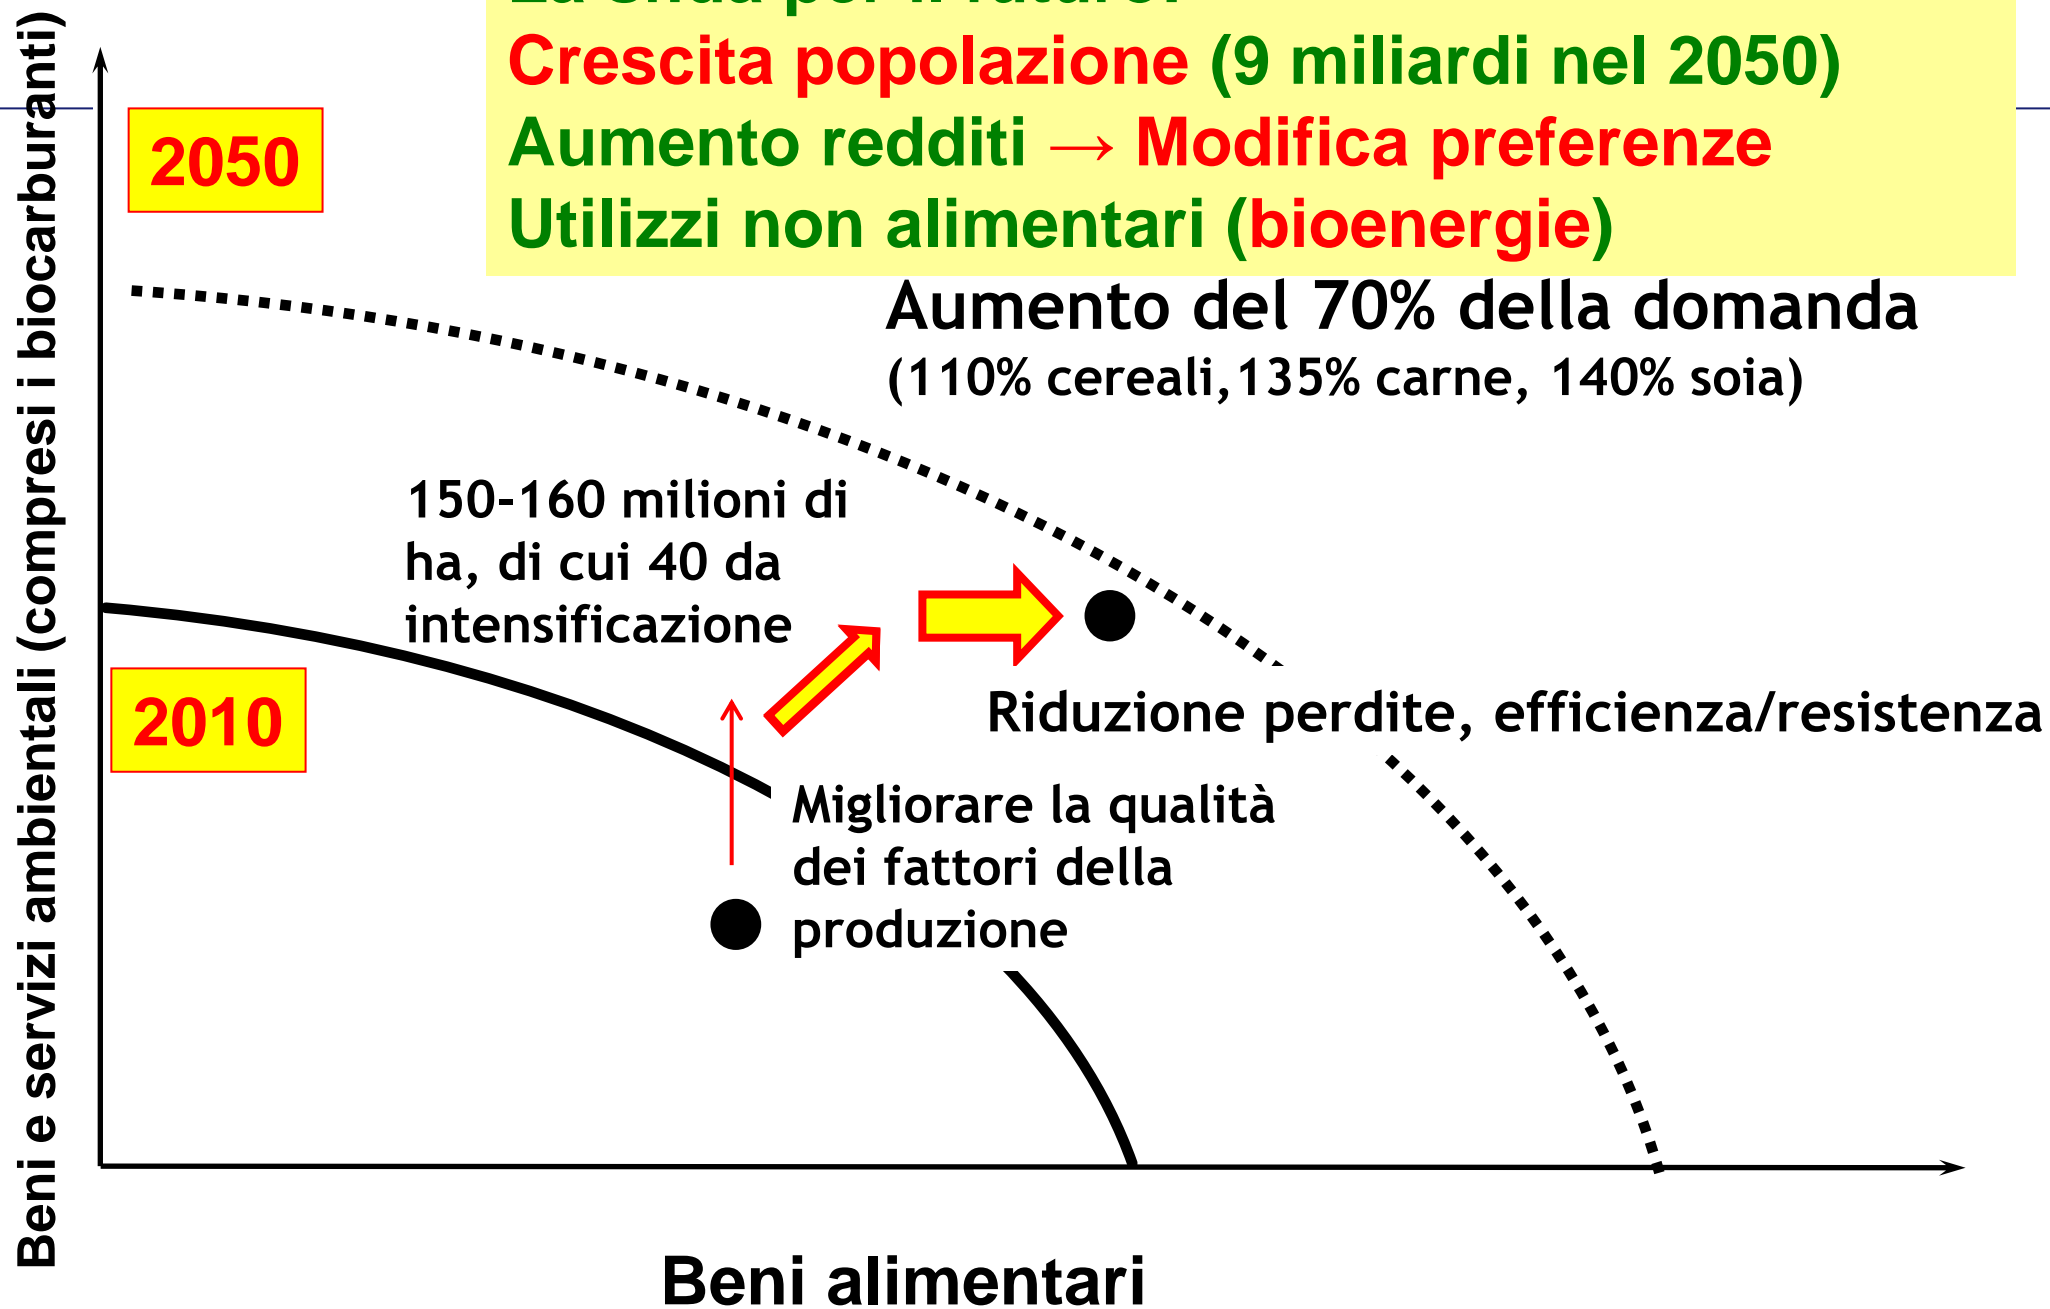 Crescita popolazione (9 miliardi nel 2050)
Aumento redditi → Modifica preferenze
Utilizzi non alimentari (bioenergie)
2050
Aumento del 70% della domanda
(110% cereali,135% carne, 140% soia)
150-160 milioni di
ha, di cui 40 da
intensificazione
2010
Riduzione perdite, efficienza/resistenza
Migliorare la qualità
dei fattori della
produzione
Beni e servizi ambientali (compresi i biocarburanti)
Beni alimentari